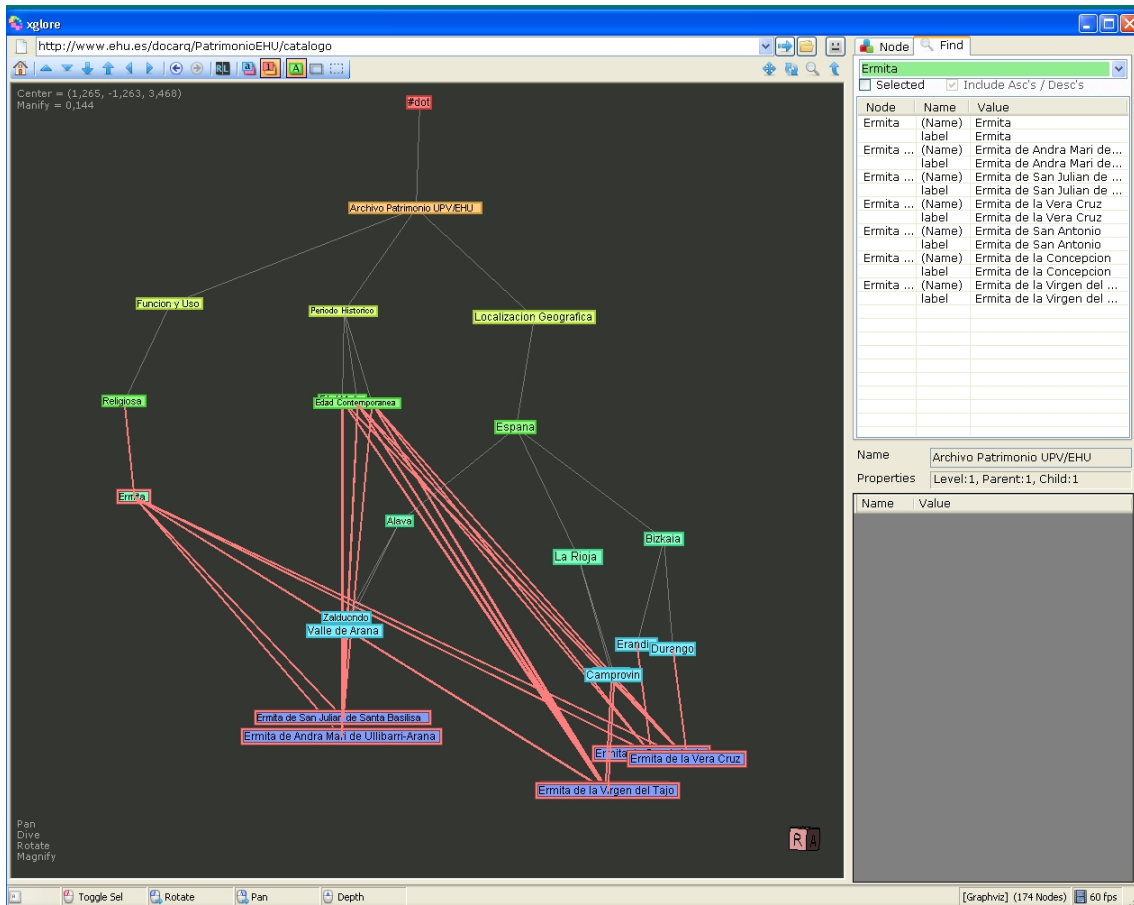 xglore
http://www.ehu.es/docarq/PatrimonioEHU/catalogo
Node
Find
RL
A
Center = (1,265, -1,263, 3,468)
Manify = 0,144
#dot
Archivo Patrimonio UPV/EHU
Funcion y Uso
Periodo Historico
Localizacion Geografica
Religiosa
Edad Contemporanea
Espana
Ermita
Alava
La Rioja
Bizkaia
Zalduondo
Valle de Arana
Erandi
Durango
Camprovin
Ermita de San Julian de Santa Basilisa
Ermita de Andra Mari de Ullibarri-Arana
Ermita
Ermita de la Vera Cruz
Ermita de la Virgen del Tajo
Pan
Dive
Rotate
Magnify
R A
Ermita
Selected Include Asc's / Desc's
Node Name Value
Ermita (Name) Ermita
label Ermita
Ermita ... (Name) Ermita de Andra Mari de...
label Ermita de Andra Mari de...
Ermita ... (Name) Ermita de San Julian de ...
label Ermita de San Julian de ...
Ermita ... (Name) Ermita de la Vera Cruz
label Ermita de la Vera Cruz
Ermita ... (Name) Ermita de San Antonio
label Ermita de San Antonio
Ermita ... (Name) Ermita de la Concepcion
label Ermita de la Concepcion
Ermita ... (Name) Ermita de la Virgen del ...
label Ermita de la Virgen del ...
Name Archivo Patrimonio UPV/EHU
Properties Level:1, Parent:1, Child:1
Name Value
Toggle Sel Rotate Pan Depth [Graphviz] (174 Nodes) 60 fps